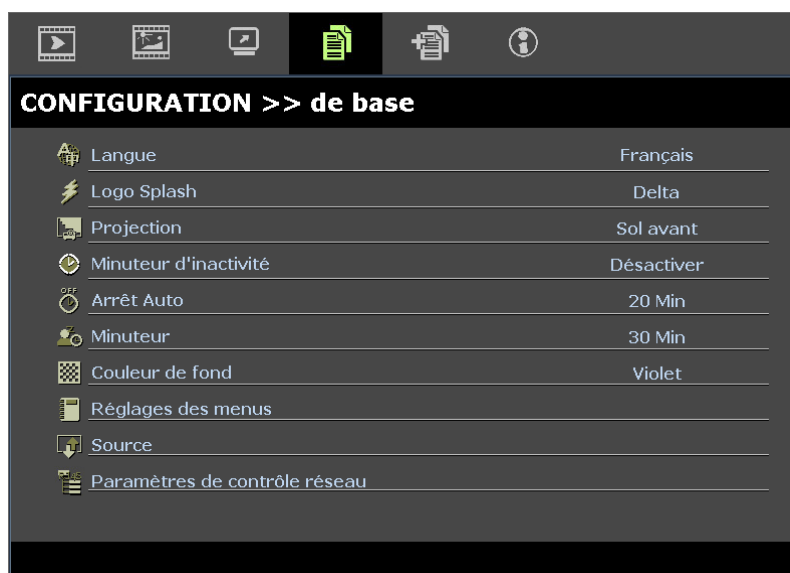 CONFIGURATION >> de base
Langue Français
Logo Splash Delta
Projection Sol avant
Minuteur d'inactivité Désactiver
OFF
Arrêt Auto 20 Min
Minuteur 30 Min
Couleur de fond Violet
Réglages des menus
Source
Paramètres de contrôle réseau